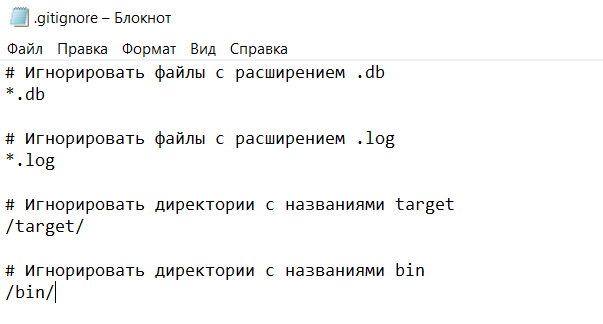 .gitignore – Блокнот
Файл Правка Формат Вид Справка
# Игнорировать файлы с расширением .db
*.db

# Игнорировать файлы с расширением .log
*.log

# Игнорировать директории с названиями target
/target/

# Игнорировать директории с названиями bin
/bin/